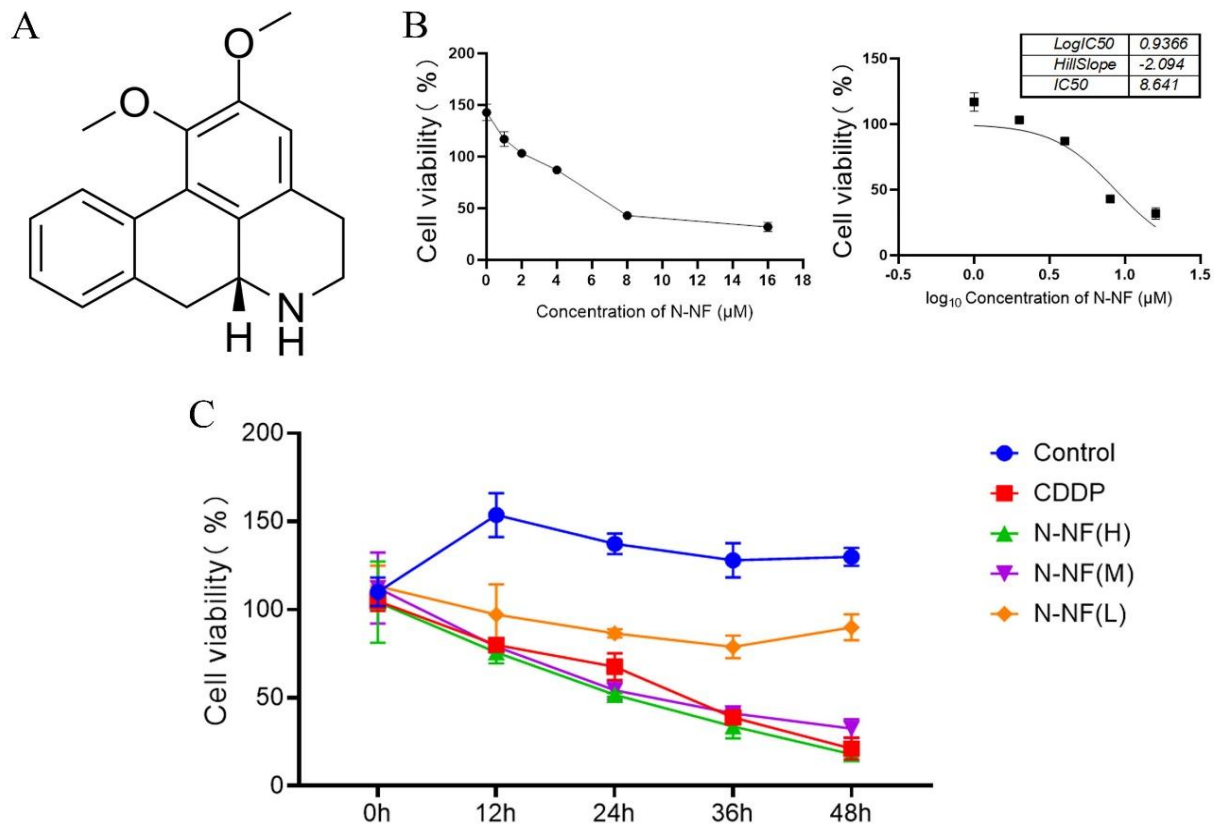 A
O
O
N
H
H
B
Cell viability( %)
200
150
100
50
0
0 2 4 6 8 10 12 14 16 18
Concentration of N-NF (μM)
Cell viability( %)
150
100
50
0
-0.5 0.0 0.5 1.0 1.5
log10 Concentration of N-NF (μM)
LogIC50 0.9366
HillSlope -2.094
IC50 8.641
C
Cell viability( %)
200
150
100
50
0
0h 12h 24h 36h 48h
Control
CDDP
N-NF(H)
N-NF(M)
N-NF(L)